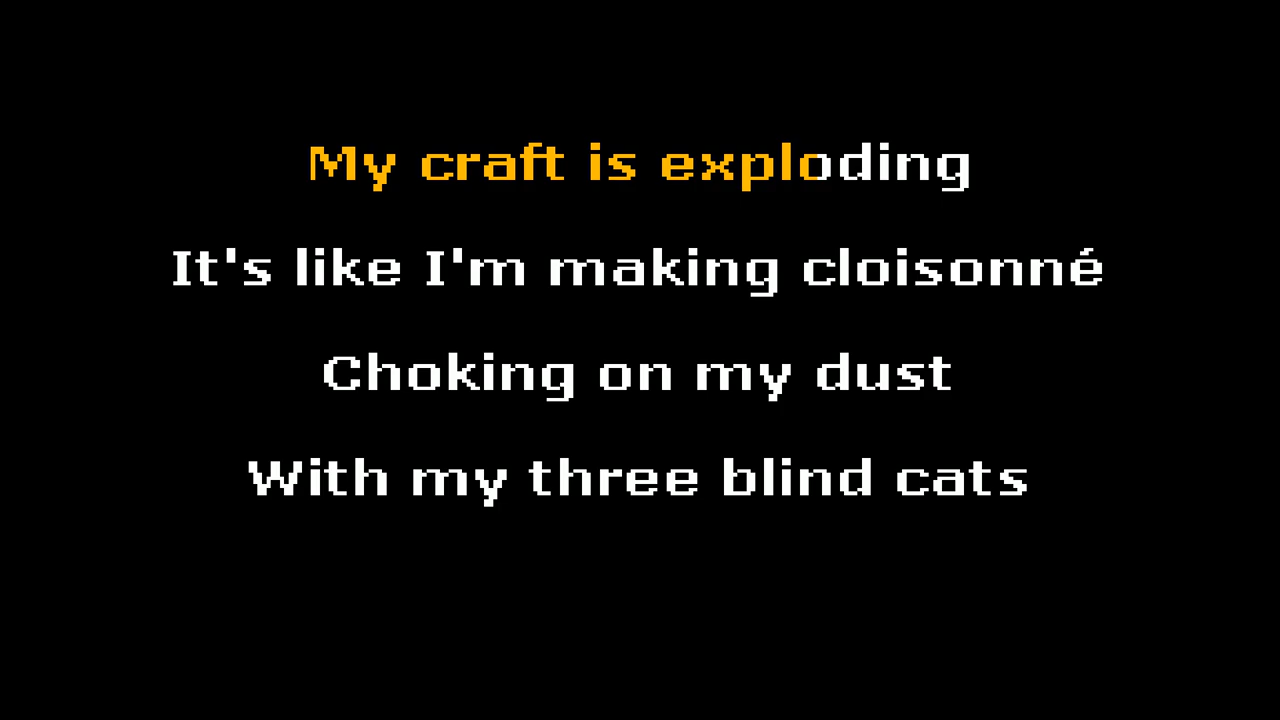 My craft is exploding
It's like I'm making cloisonné
Choking on my dust
With my three blind cats